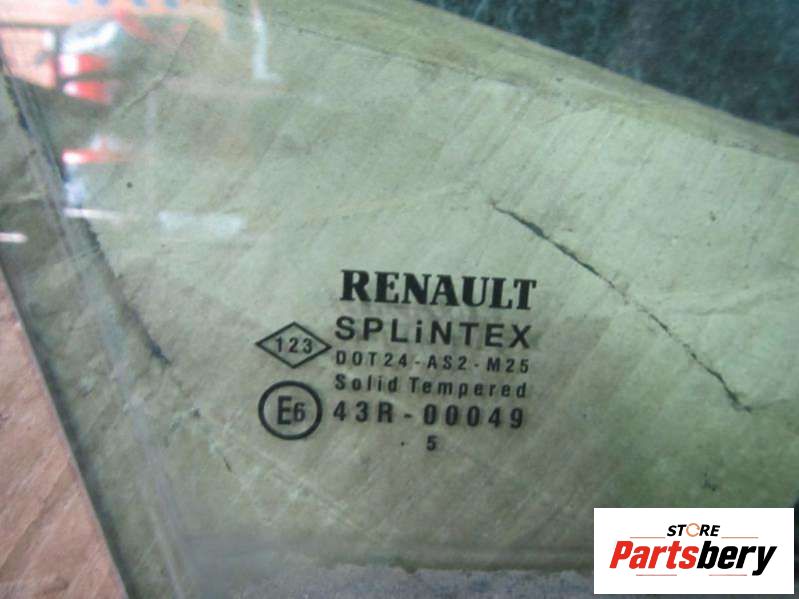 RENAULT
SPLiNTEX
123
DOT24-AS2-M25
Solid Tempered
E6 43R-00049
. 5
STORE
Partsbery